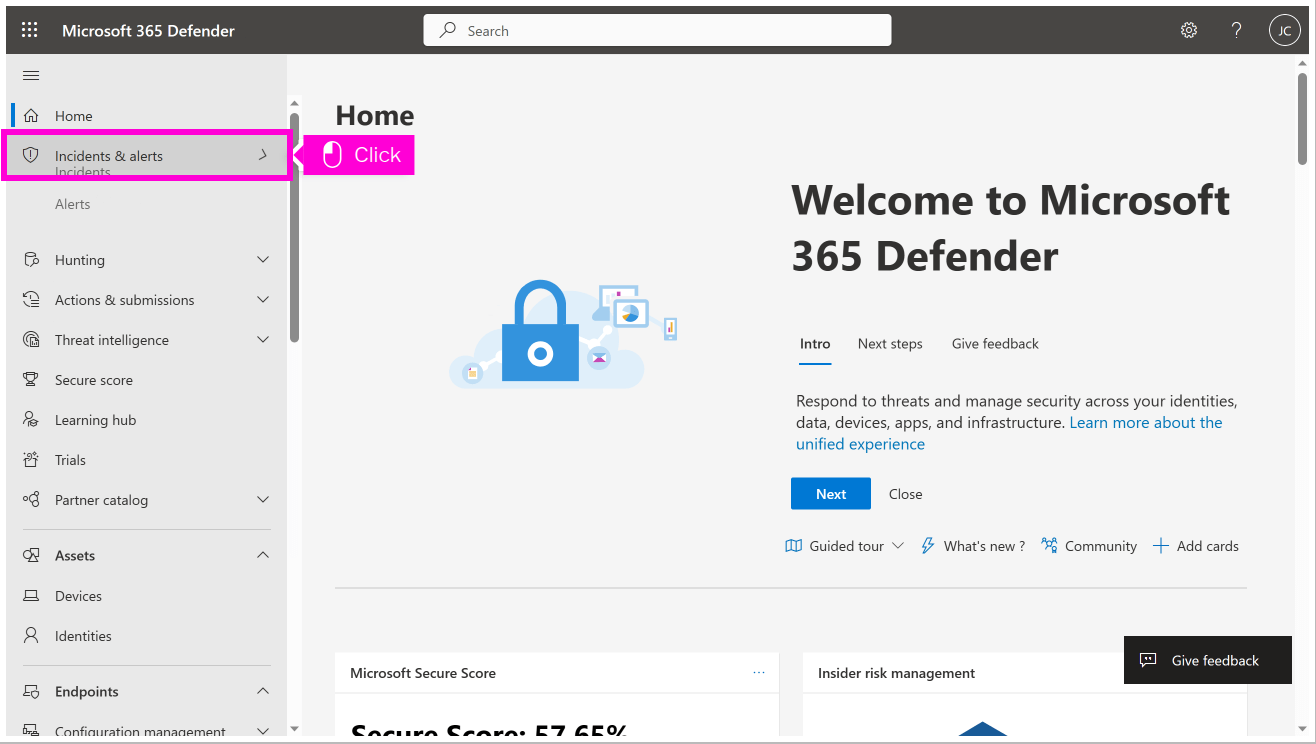 Microsoft 365 Defender
Search
?
JC
Home
Incidents & alerts
Incidents
Alerts
Hunting
Actions & submissions
Threat intelligence
Secure score
Learning hub
Trials
Partner catalog
Assets
Devices
Identities
Endpoints
Configuration management
Click
Home
Welcome to Microsoft
365 Defender
Intro Next steps Give feedback
Respond to threats and manage security across your identities,
data, devices, apps, and infrastructure. Learn more about the
unified experience
Next Close
Guided tour What's new ? Community Add cards
Microsoft Secure Score ...
Secure Score: 57.65%
Insider risk management
Give feedback